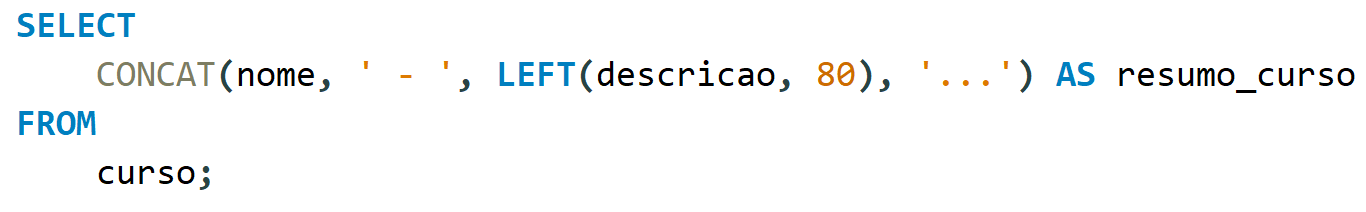 SELECT
    CONCAT(nome, ' - ', LEFT(descricao, 80), '...') AS resumo_curso
FROM
    curso;